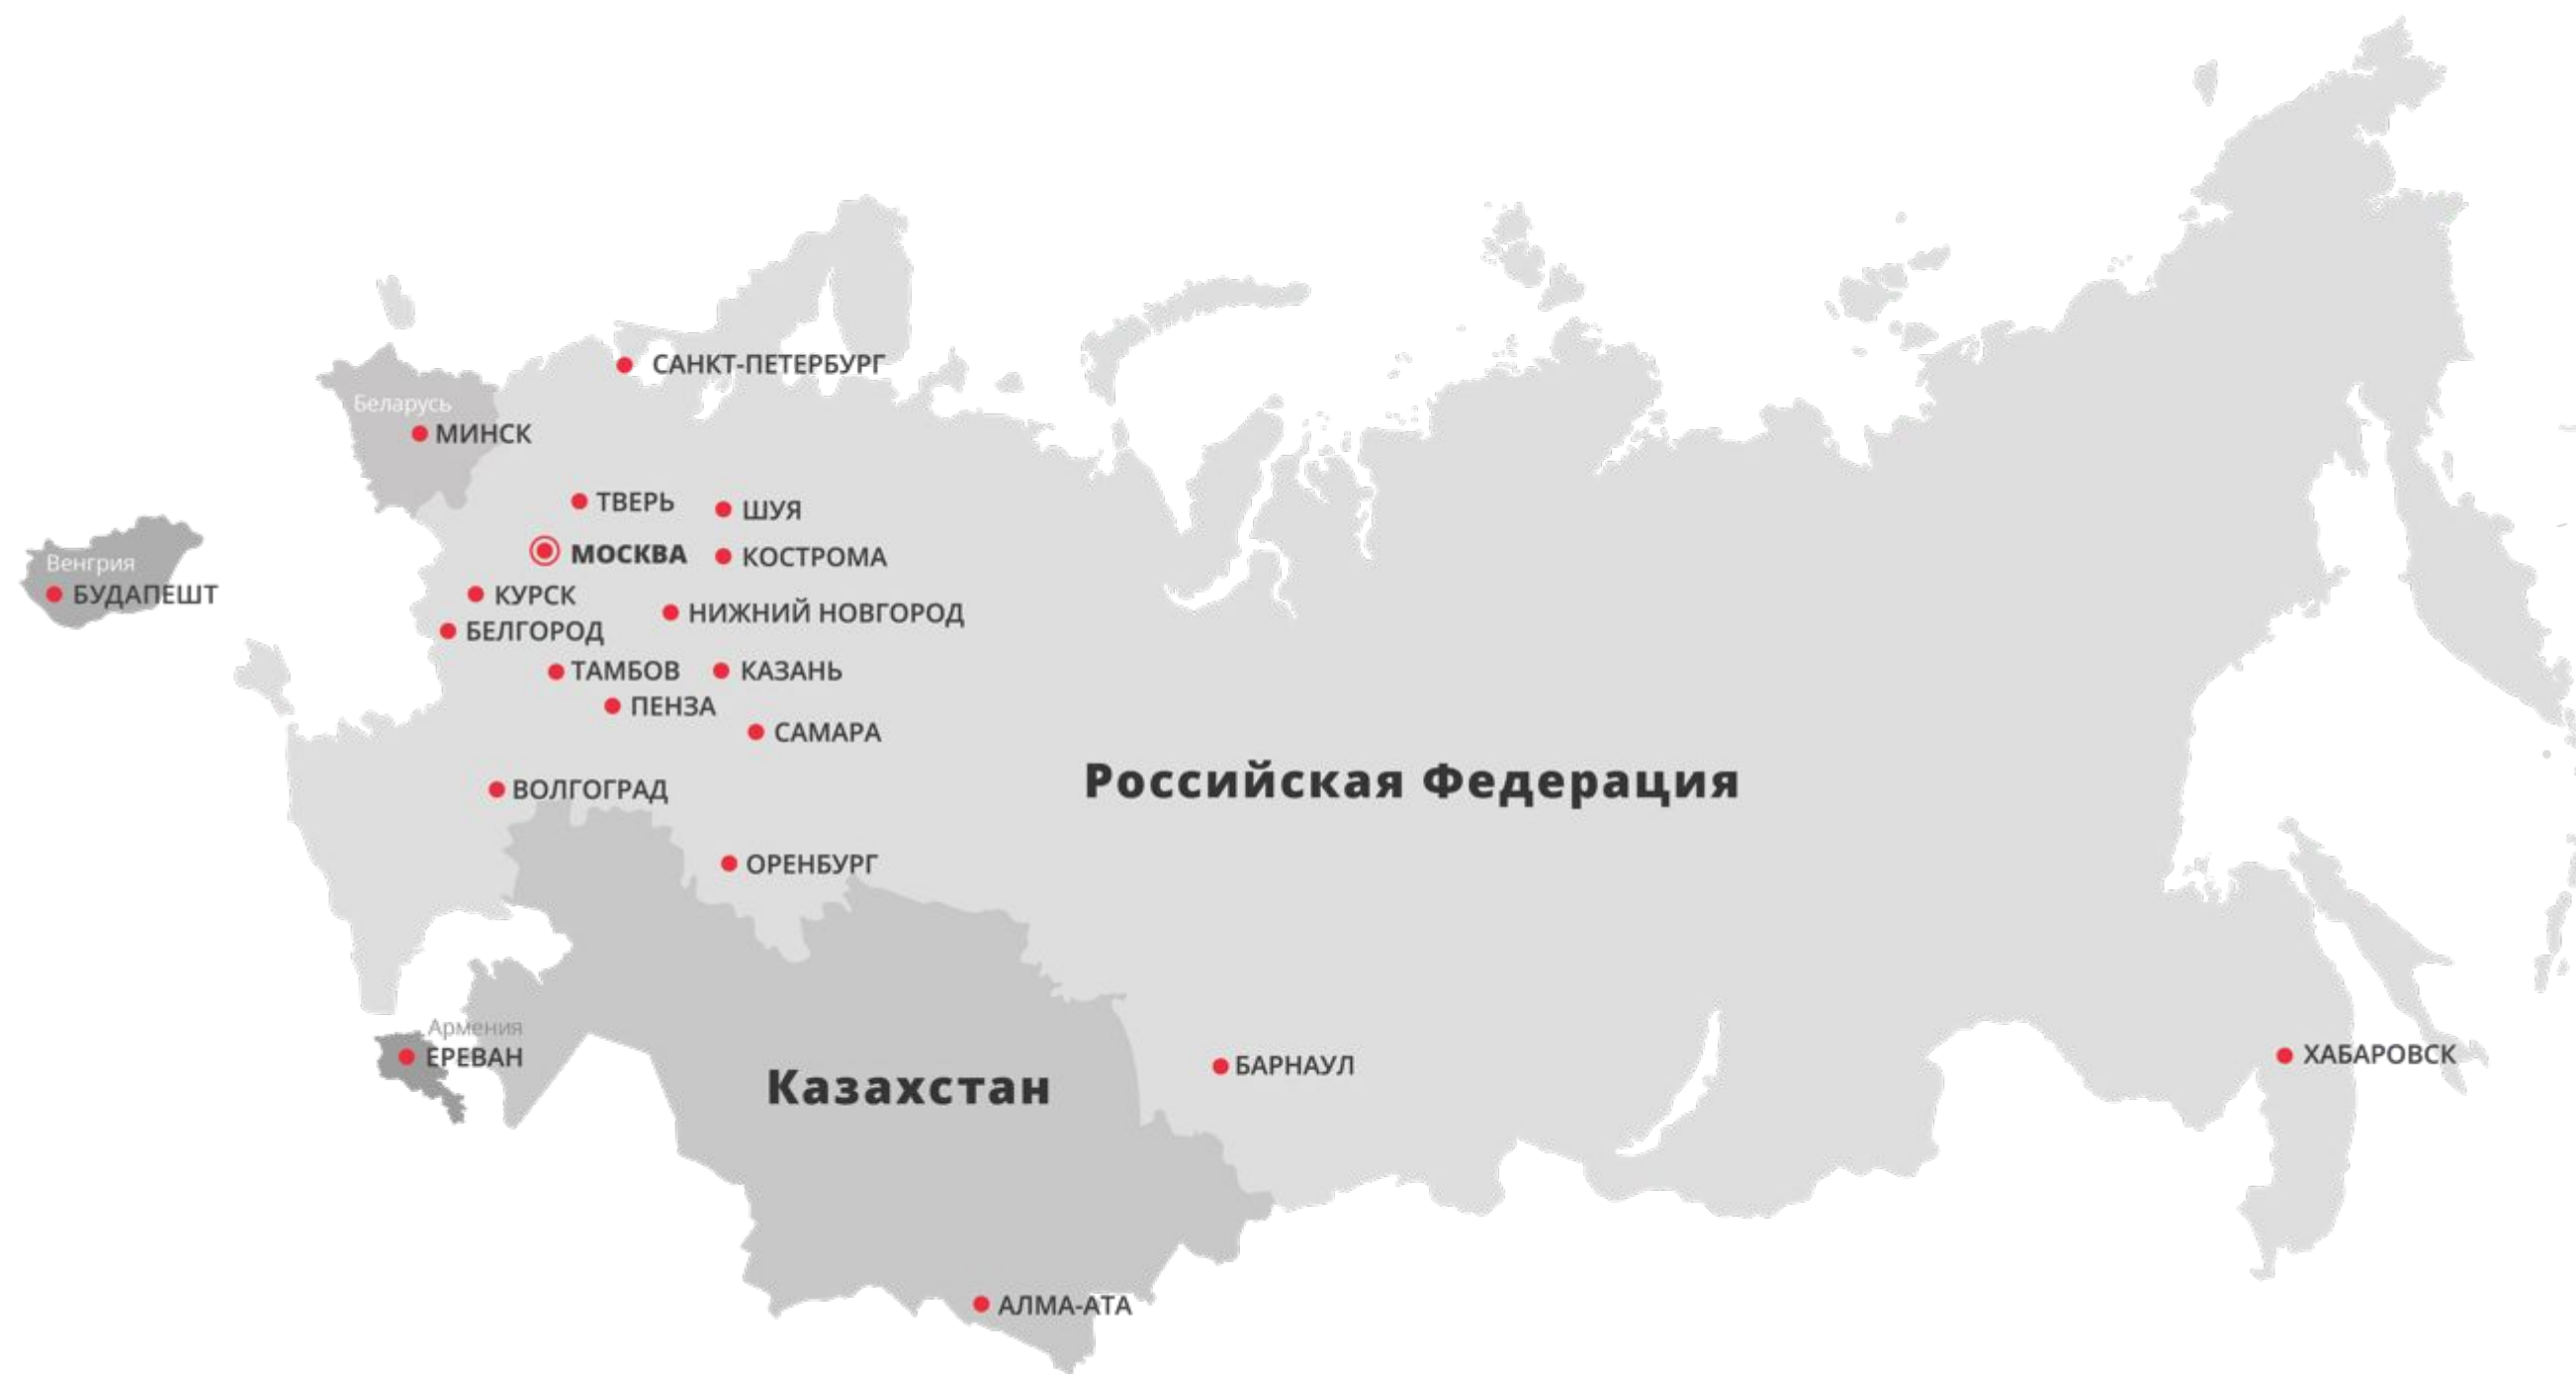 САНКТ-ПЕТЕРБУРГ
Беларусь
МИНСК
ТВЕРЬ
ШУЯ
МОСКВА
КОСТРОМА
Венгрия
БУДАПЕШТ
КУРСК
НИЖНИЙ НОВГОРОД
БЕЛГОРОД
ТАМБОВ
КАЗАНЬ
ПЕНЗА
САМАРА
Российская Федерация
ВОЛГОГРАД
ОРЕНБУРГ
Армения
ЕРЕВАН
Казахстан
БАРНАУЛ
ХАБАРОВСК
АЛМА-АТА